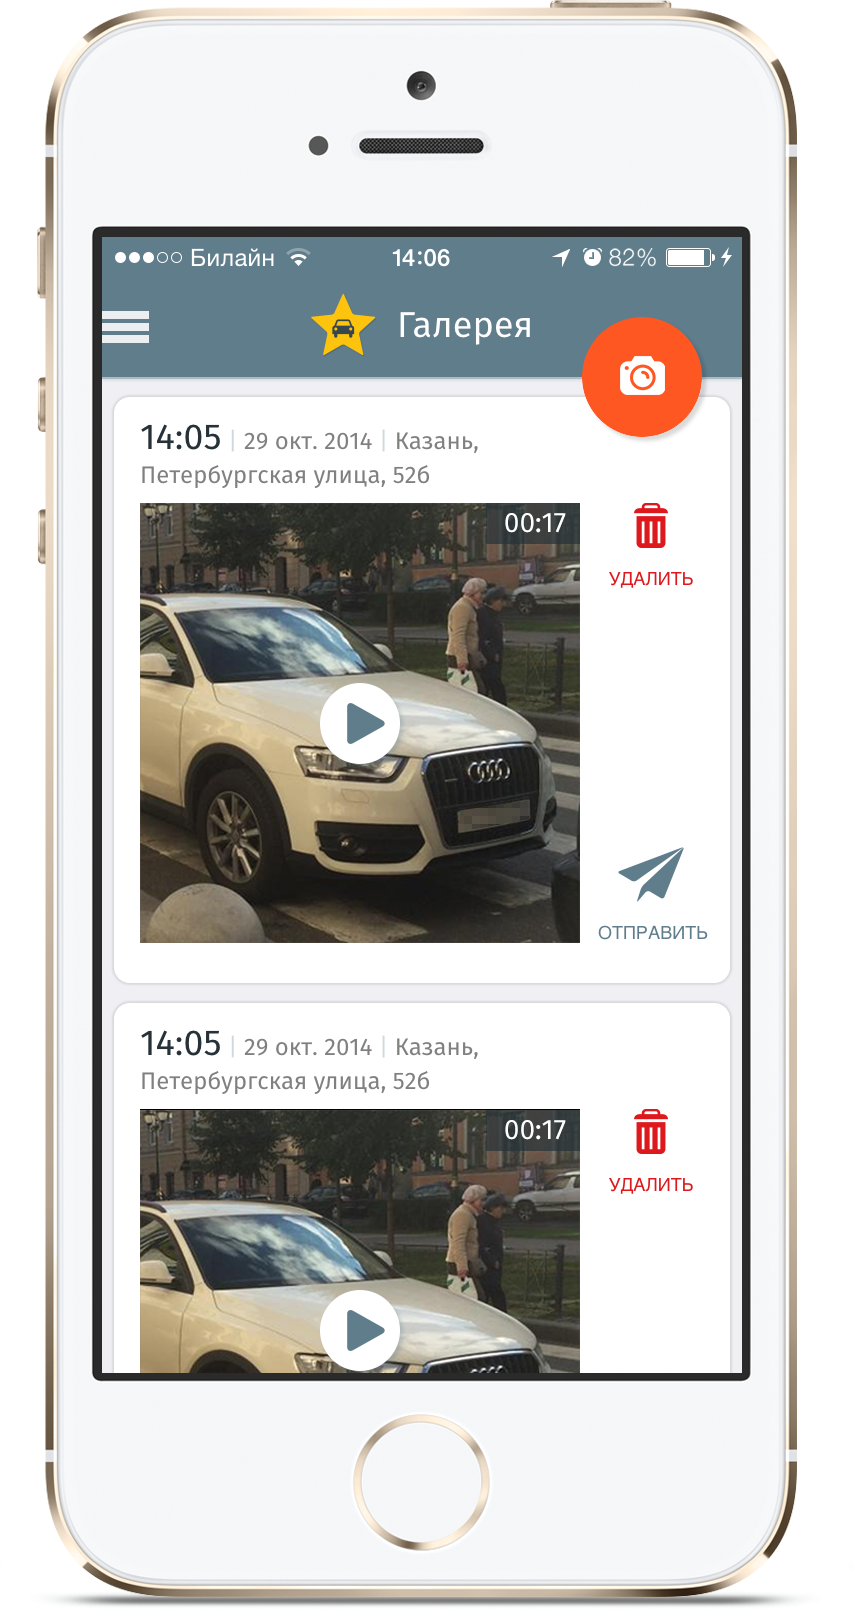 Билайн 14:06 82%
Галерея
14:05 | 29 окт. 2014 | Казань,
Петербургская улица, 52б
00:17
УДАЛИТЬ
ОТПРАВИТЬ
14:05 | 29 окт. 2014 | Казань,
Петербургская улица, 52б
00:17
УДАЛИТЬ